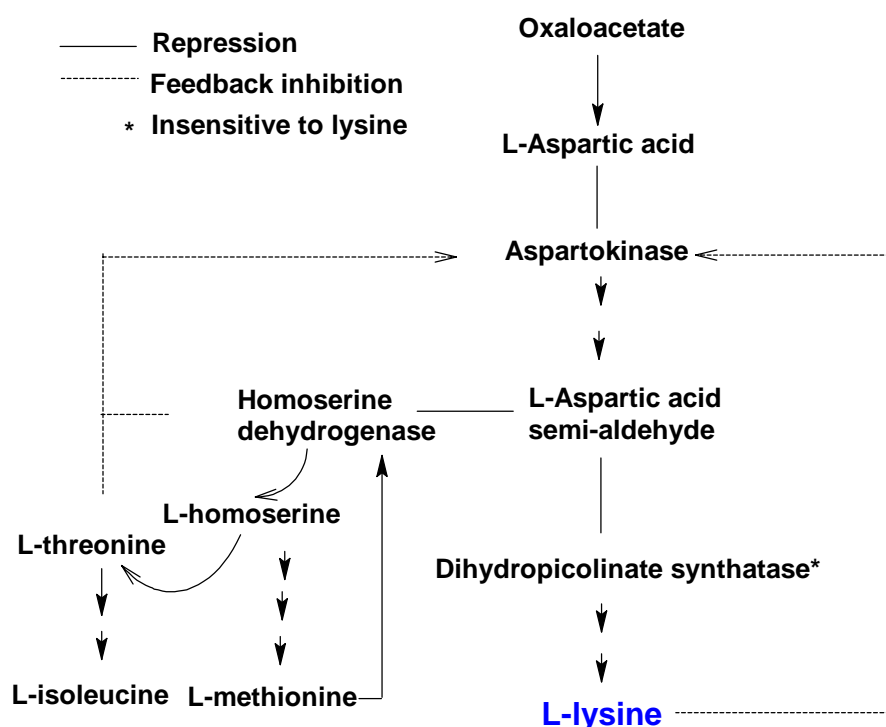 Repression
Feedback inhibition
* Insensitive to lysine
Oxaloacetate
L-Aspartic acid
Aspartokinase
Homoserine
dehydrogenase
L-Aspartic acid
semi-aldehyde
L-homoserine
L-threonine
Dihydropicolinate synthatase*
L-isoleucine
L-methionine
L-lysine